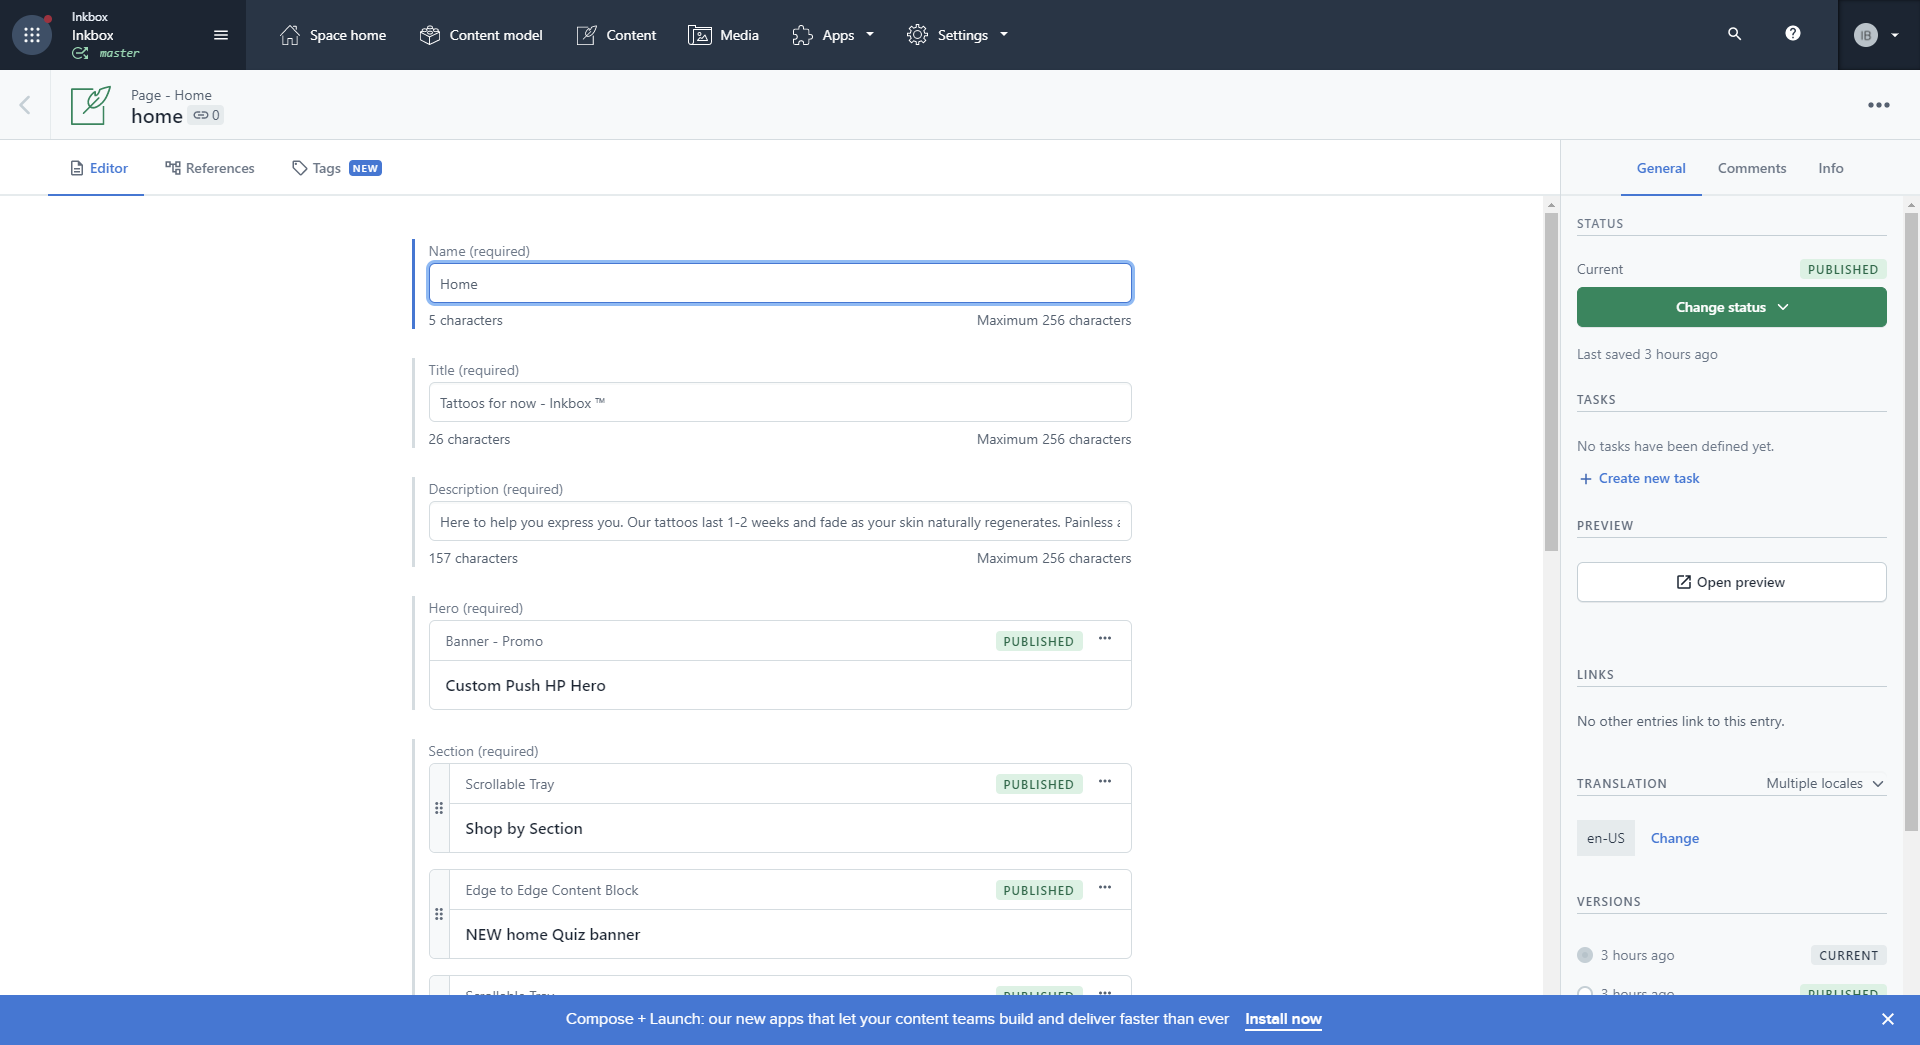 Inkbox
Inkbox
master
Space home
Content model
Content
Media
Apps
Settings
IB
Page - Home
home
0
Editor
References
Tags NEW
General
Comments
Info
Name (required)
Home
5 characters
Maximum 256 characters
Title (required)
Tattoos for now - Inkbox ™
26 characters
Maximum 256 characters
Description (required)
Here to help you express you. Our tattoos last 1-2 weeks and fade as your skin naturally regenerates. Painless a
157 characters
Maximum 256 characters
Hero (required)
Banner - Promo
PUBLISHED
Custom Push HP Hero
Section (required)
Scrollable Tray
PUBLISHED
Shop by Section
Edge to Edge Content Block
PUBLISHED
NEW home Quiz banner
Scrollable Tray
PUBLISHED
STATUS
Current
PUBLISHED
Change status
Last saved 3 hours ago
TASKS
No tasks have been defined yet.
+ Create new task
PREVIEW
Open preview
LINKS
No other entries link to this entry.
TRANSLATION
Multiple locales
en-US
Change
VERSIONS
3 hours ago
CURRENT
3 hours ago
PUBLISHED
Compose + Launch: our new apps that let your content teams build and deliver faster than ever
Install now